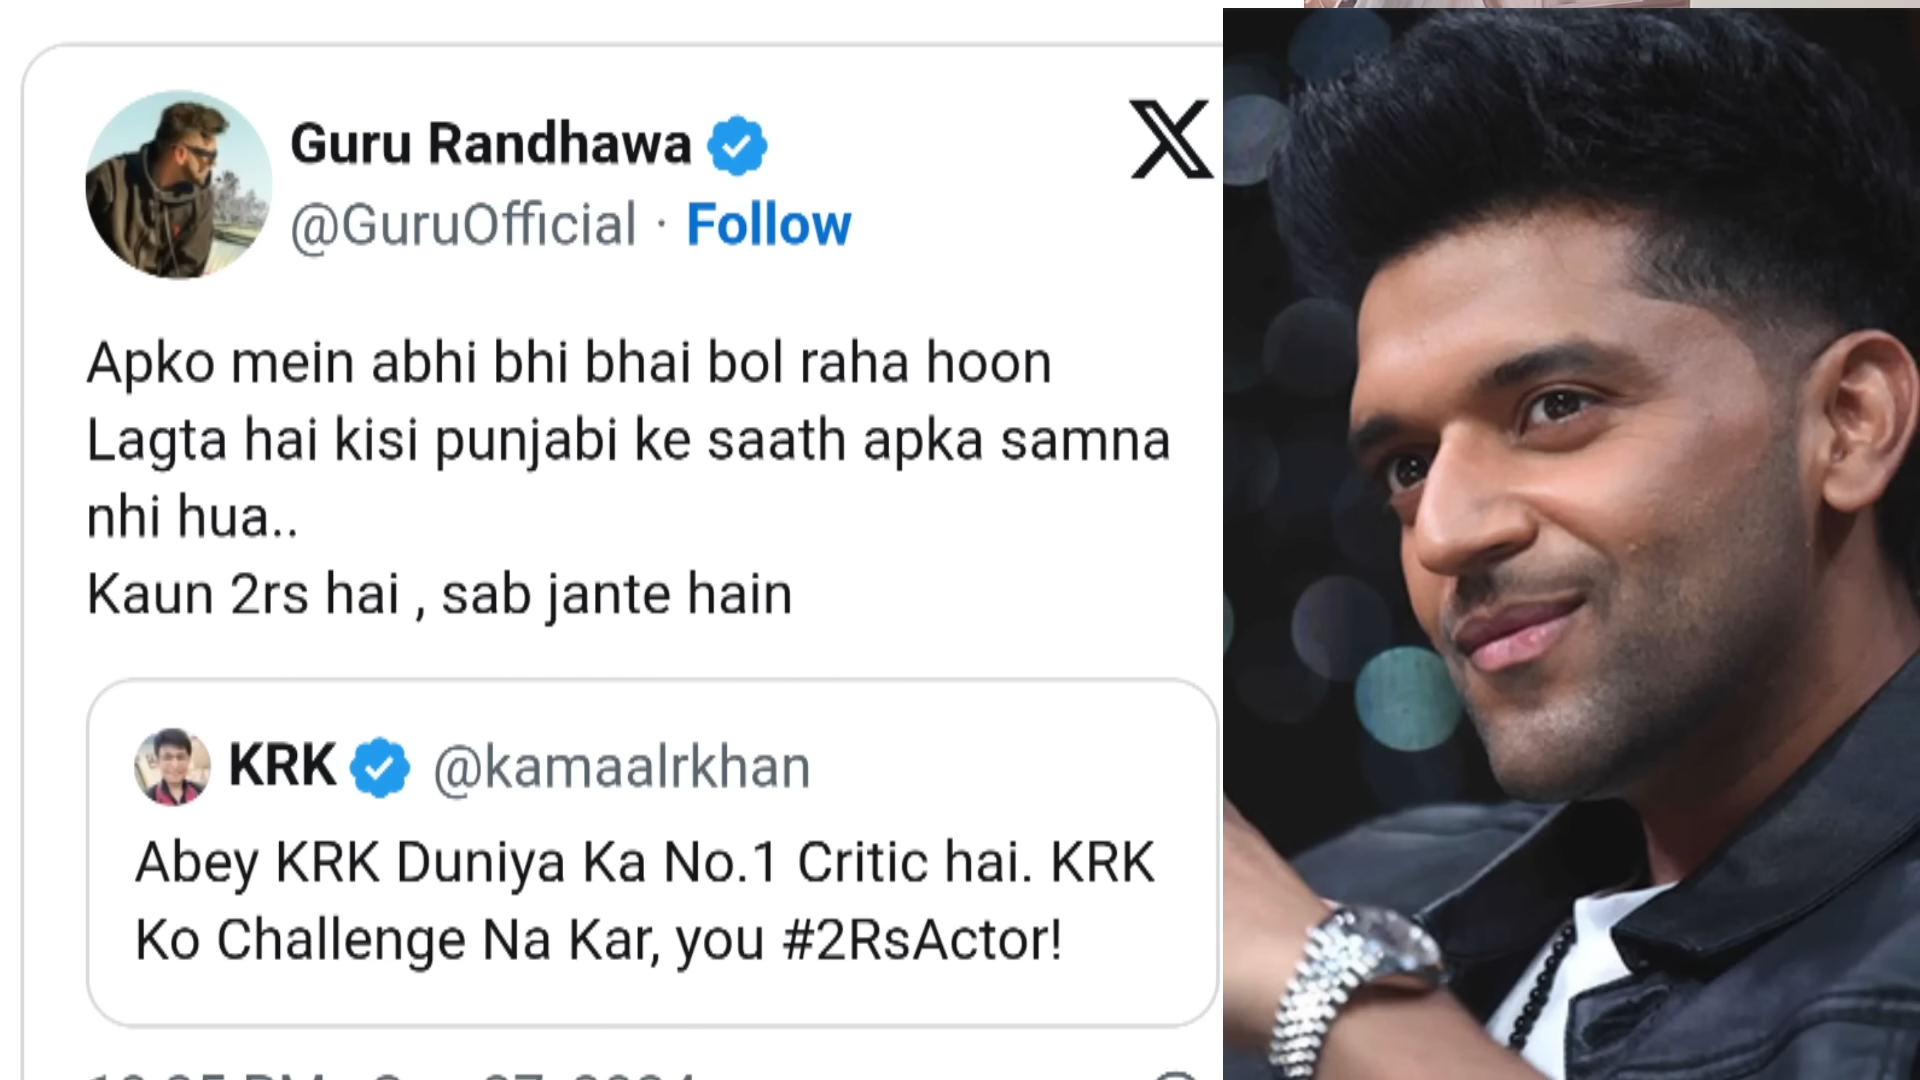 Guru Randhawa
X
@GuruOfficial · Follow
Apko mein abhi bhi bhai bol raha hoon
Lagta hai kisi punjabi ke saath apka samna
nhi hua..
Kaun 2rs hai , sab jante hain
KRK @kamaalrkhan
Abey KRK Duniya Ka No.1 Critic hai. KRK
Ko Challenge Na Kar, you #2RsActor!